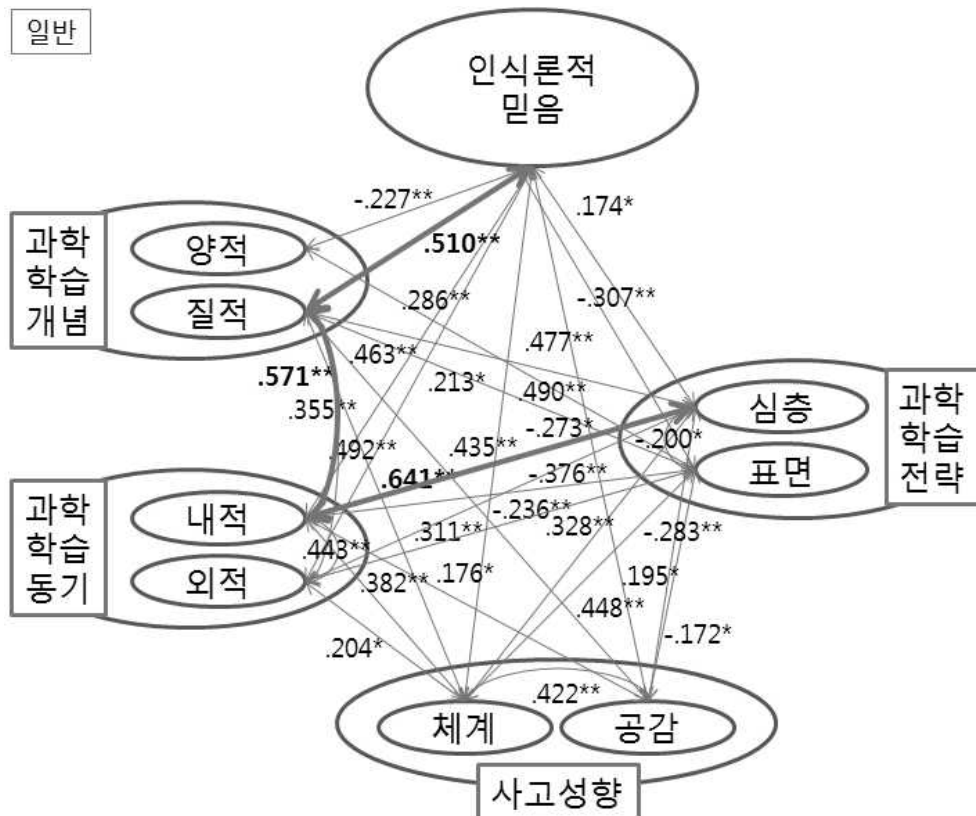 일반
인식론적
믿음
-.227**
.174*
.510**
과학
학습
개념
양적
질적
.286**
-.307**
.463**
.477**
.571**
.213*
.490**
.355**
-.273*
-.200*
심층
표면
과학
학습
전략
.492**
.435**
.641**
-.376**
과학
학습
동기
내적
외적
-.236**
.311**
.328**
-.283**
.443**
.382**
.176*
.195*
.448**
.204*
-.172*
.422**
체계
공감
사고성향